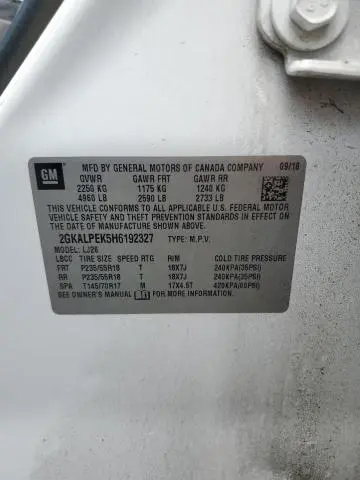 GM
MFD BY GENERAL MOTORS OF CANADA COMPANY 09/16
GVWR GAWR FRT GAWR RR
2250 KG 1175 KG 1240 KG
4960 LB 2590 LB 2733 LB
THIS VEHICLE CONFORMS TO ALL APPLICABLE U.S. FEDERAL MOTOR
VEHICLE SAFETY, BUMPER, AND THEFT PREVENTION STANDARDS
IN EFFECT ON THE DATE OF MANUFACTURE SHOWN ABOVE.
2GKALPEK5H6192327 TYPE: M.P.V.
MODEL: LJ26
LBCC TIRE SIZE SPEED RTG RIM COLD TIRE PRESSURE
FRT P235/55R18 T 18X7J 240KPA(35PSI)
RR P235/55R18 T 18X7J 240KPA(35PSI)
SPA T145/70R17 M 17X4.5T 420KPA(60PSI)
SEE OWNER'S MANUAL FOR MORE INFORMATION.